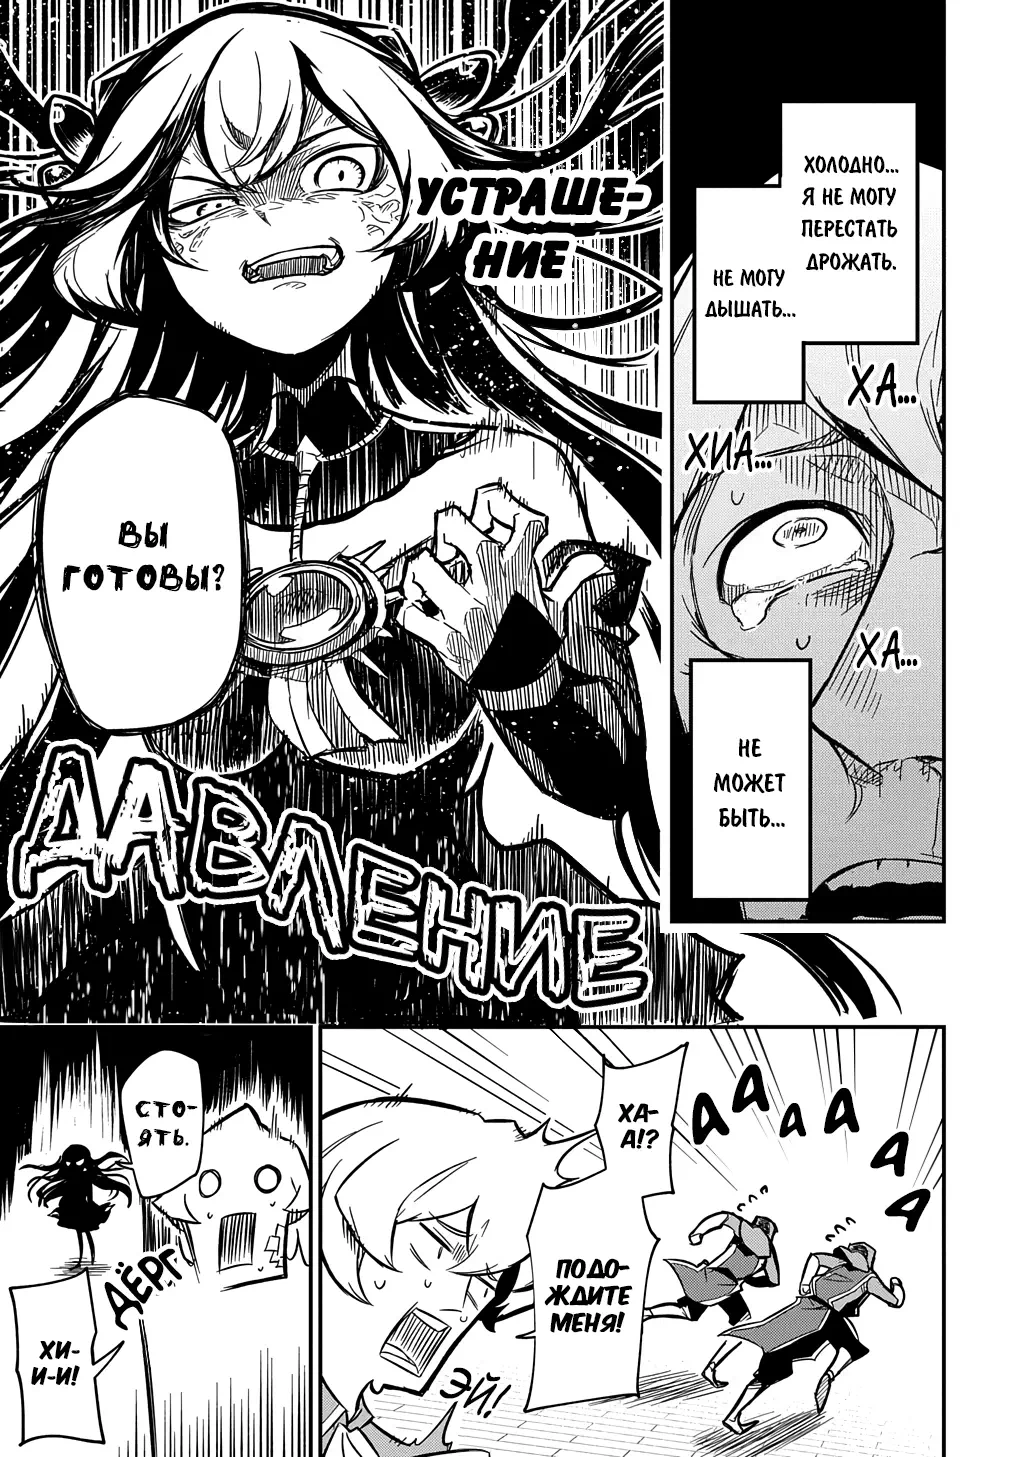 ХОЛОДНО...
Я НЕ МОГУ
ПЕРЕСТАТЬ
ДРОЖАТЬ.
НЕ МОГУ
ДЫШАТЬ...
ХА...
ХИА...
ХА...
НЕ
МОЖЕТ
БЫТЬ...
УСТРАШЕ-
НИЕ
ВЫ
ГОТОВЫ?
ДАВЛЕНИЕ
ААААААА
ХА-
А!?
ПОДО-
ЖДИТЕ
МЕНЯ!
ЭЙ!
СТО-
ЯТЬ.
ДЁРГ
ХИ-
И-И!